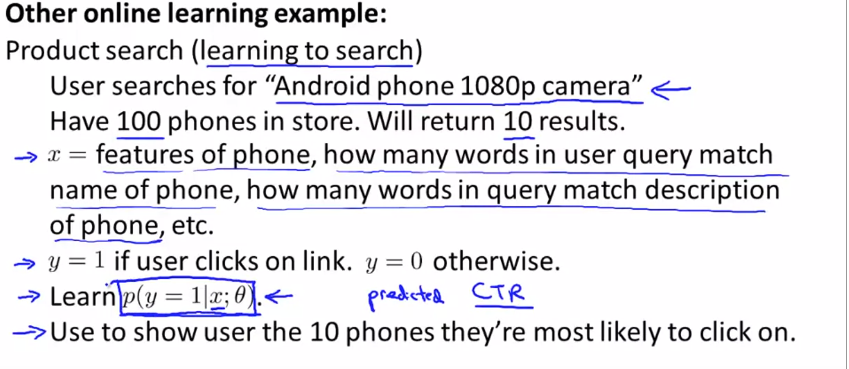 Other online learning example:
Product search (learning to search)
User searches for “Android phone 1080p camera”
Have 100 phones in store. Will return 10 results.
x = features of phone, how many words in user query match
name of phone, how many words in query match description
of phone, etc.
y = 1 if user clicks on link. y = 0 otherwise.
Learn p(y = 1|x; θ). predicted CTR
Use to show user the 10 phones they’re most likely to click on.